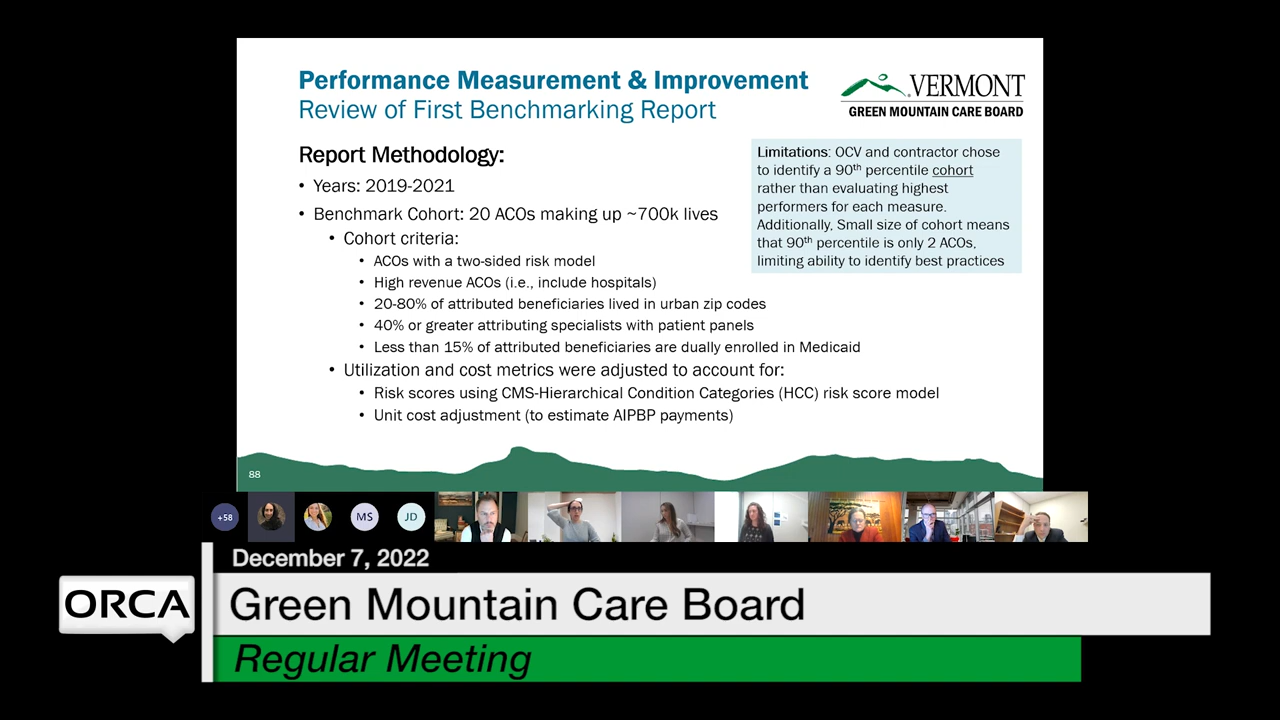 Performance Measurement & Improvement
Review of First Benchmarking Report
VERMONT
GREEN MOUNTAIN CARE BOARD
Report Methodology:
• Years: 2019-2021
• Benchmark Cohort: 20 ACOs making up ~700k lives
• Cohort criteria:
• ACOs with a two-sided risk model
• High revenue ACOs (i.e., include hospitals)
• 20-80% of attributed beneficiaries lived in urban zip codes
• 40% or greater attributing specialists with patient panels
• Less than 15% of attributed beneficiaries are dually enrolled in Medicaid
• Utilization and cost metrics were adjusted to account for:
• Risk scores using CMS-Hierarchical Condition Categories (HCC) risk score model
• Unit cost adjustment (to estimate AIPBP payments)
Limitations: OCV and contractor chose
to identify a 90th percentile cohort
rather than evaluating highest
performers for each measure.
Additionally, Small size of cohort means
that 90th percentile is only 2 ACOs,
limiting ability to identify best practices
88
+58
MS
JD
December 7, 2022
ORCA
Green Mountain Care Board
Regular Meeting